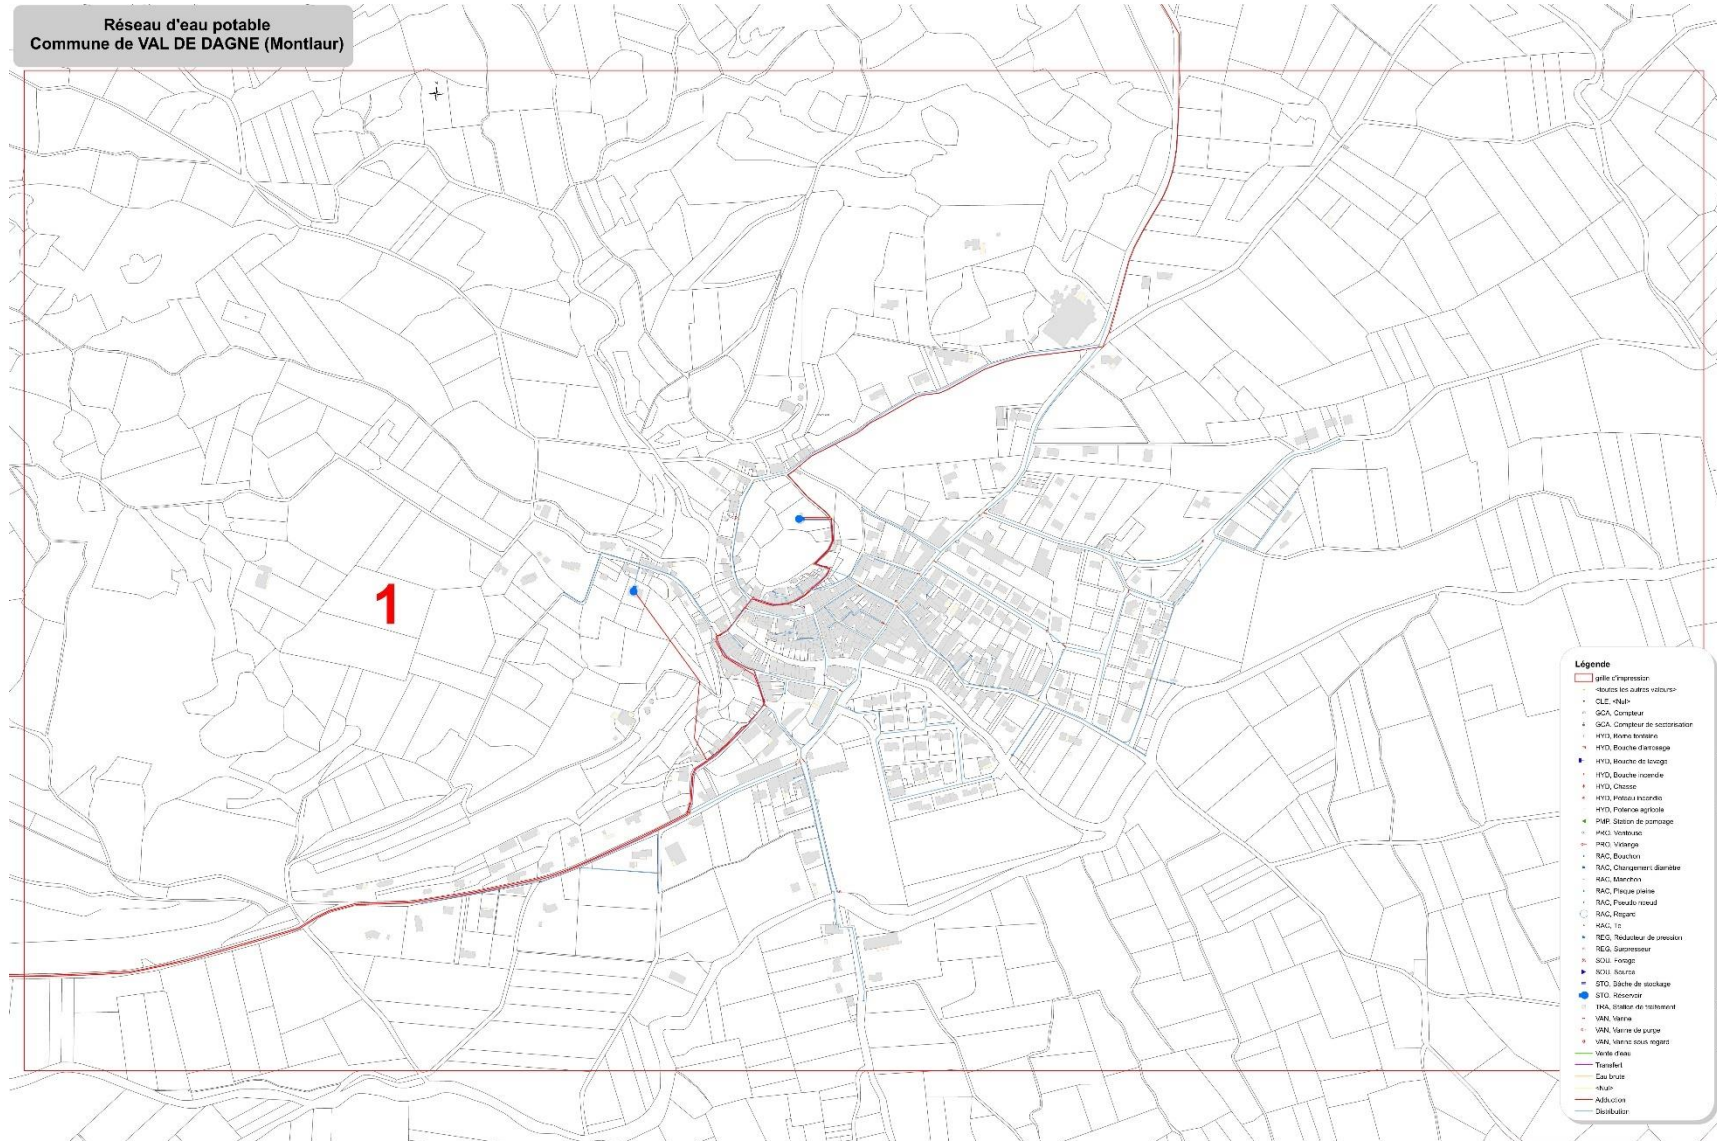 Réseau d'eau potable
Commune de VAL DE DAGNE (Montlaur)
1
Légende
grille d'impression
<toutes les autres valeurs>
CLE, <Nul>
GCA, Compteur
GCA, Compteur de sectorisation
HYD, Borne fontaine
HYD, Bouche d'arrosage
HYD, Bouche de lavage
HYD, Bouche incendie
HYD, Chasse
HYD, Poteau incendie
HYD, Potence agricole
PMP, Station de pompage
PRO, Ventouse
PRO, Vidange
RAC, Bouchon
RAC, Changement diamètre
RAC, Manchon
RAC, Plaque pleine
RAC, Pseudo noeud
RAC, Regard
RAC, Té
REG, Réducteur de pression
REG, Surpresseur
SOU, Forage
SOU, Source
STO, Bâche de stockage
STO, Réservoir
TRA, Station de traitement
VAN, Vanne
VAN, Vanne de purge
VAN, Vanne sous regard
Vente d'eau
Transfert
Eau brute
<Nul>
Adduction
Distribution